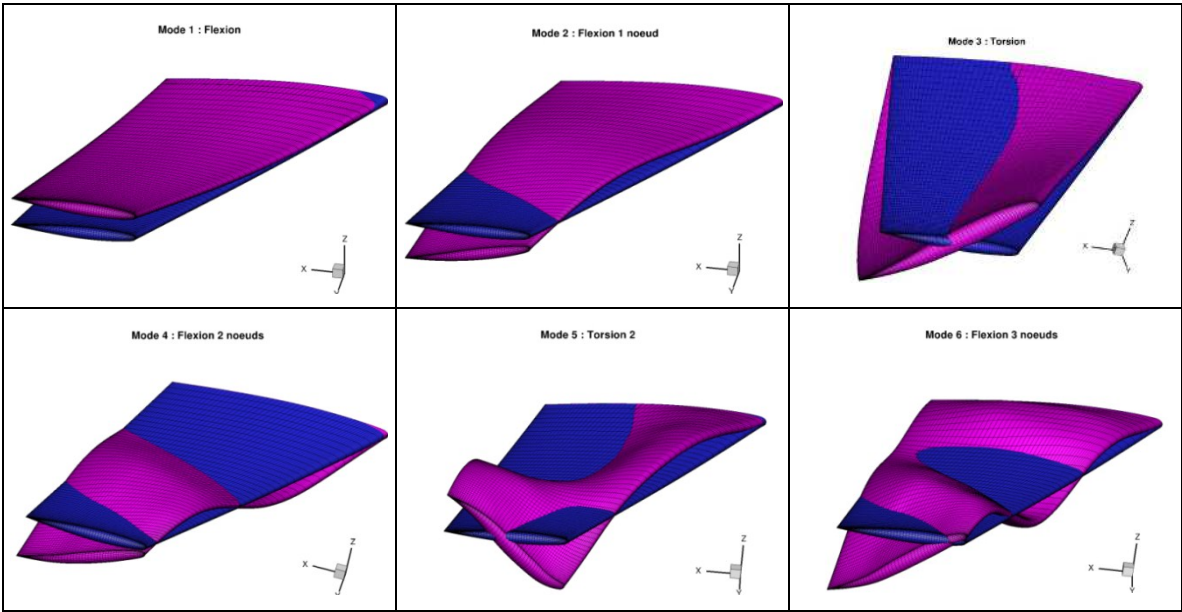 Mode 1 : Flexion
Z
X
Mode 2 : Flexion 1 noeud
Z
X
Y
Mode 3 : Torsion
Z
X
Y
Mode 4 : Flexion 2 noeuds
Z
X
Mode 5 : Torsion 2
Z
X
Y
Mode 6 : Flexion 3 noeuds
Z
X
Y